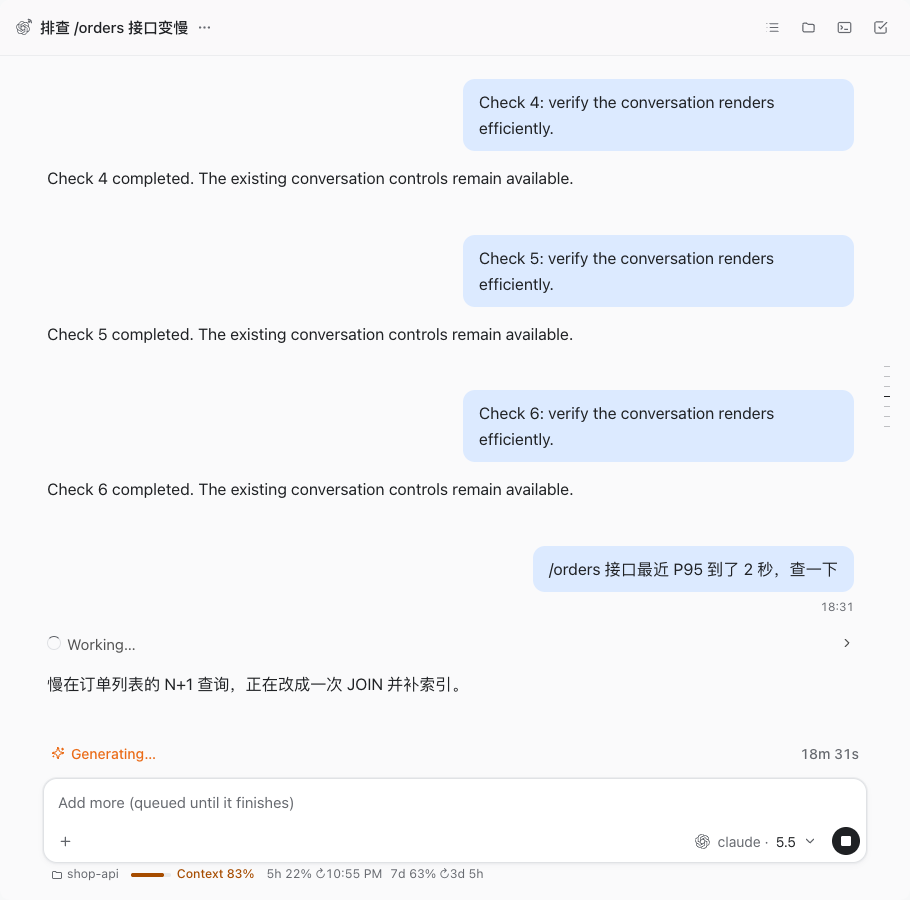 排查 /orders 接口变慢 ···
Check 4: verify the conversation renders
efficiently.
Check 4 completed. The existing conversation controls remain available.
Check 5: verify the conversation renders
efficiently.
Check 5 completed. The existing conversation controls remain available.
Check 6: verify the conversation renders
efficiently.
Check 6 completed. The existing conversation controls remain available.
/orders 接口最近 P95 到了 2 秒，查一下
18:31
Working...
慢在订单列表的 N+1 查询，正在改成一次 JOIN 并补索引。
Generating... 18m 31s
Add more (queued until it finishes)
claude · 5.5
shop-api Context 83% 5h 22% ↻10:55 PM 7d 63% ↻3d 5h